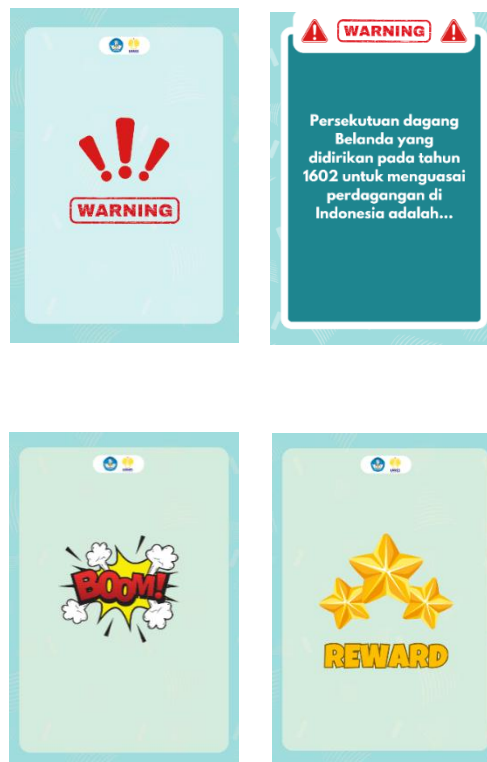 WARNING
WARNING
Persekutuan dagang
Belanda yang
didirikan pada tahun
1602 untuk menguasai
perdagangan di
Indonesia adalah...
BOOM!
REWARD